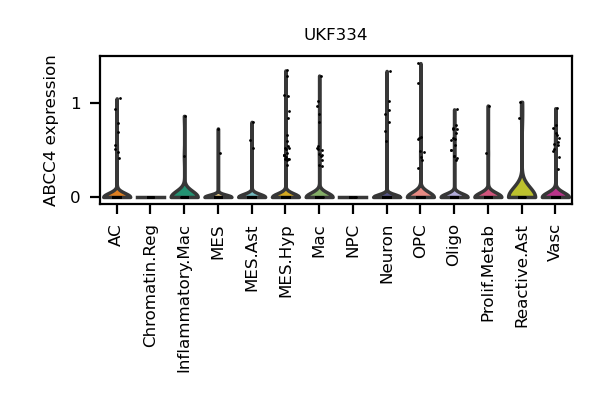 UKF334
ABCC4 expression
1
0
AC
Chromatin.Reg
Inflammatory.Mac
MES
MES.Ast
MES.Hyp
Mac
NPC
Neuron
OPC
Oligo
Prolif.Metab
Reactive.Ast
Vasc